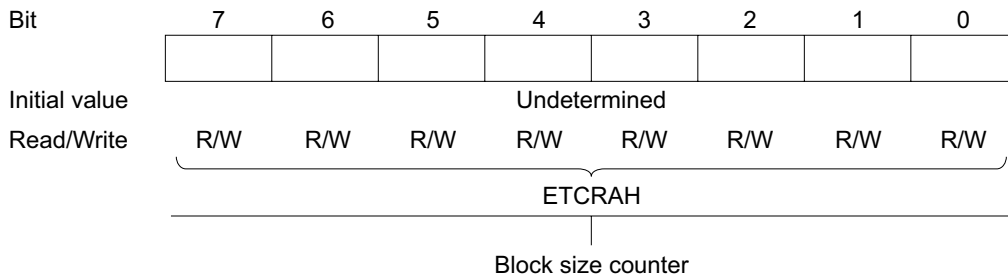 Bit 7 6 5 4 3 2 1 0
Initial value Undetermined
Read/Write R/W R/W R/W R/W R/W R/W R/W R/W
ETCRAH
Block size counter